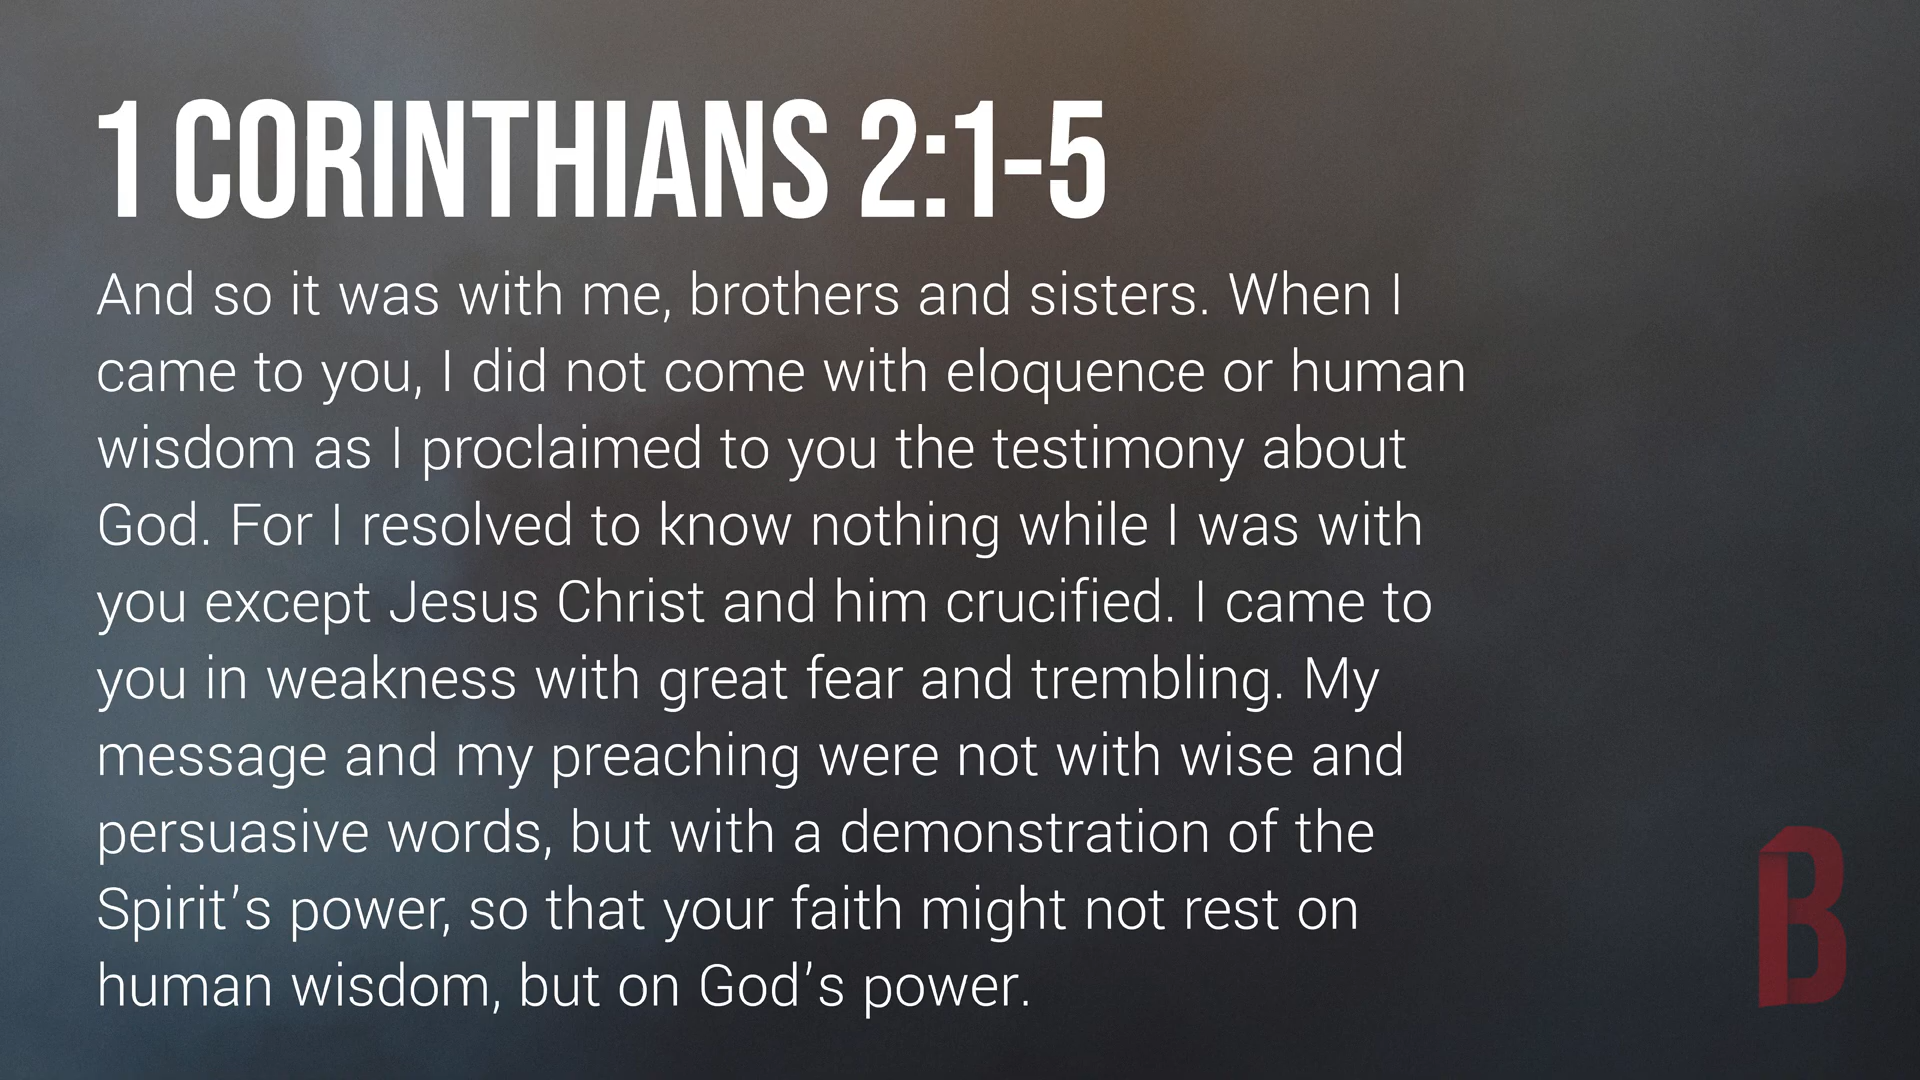 1 CORINTHIANS 2:1-5
And so it was with me, brothers and sisters. When I
came to you, I did not come with eloquence or human
wisdom as I proclaimed to you the testimony about
God. For I resolved to know nothing while I was with
you except Jesus Christ and him crucified. I came to
you in weakness with great fear and trembling. My
message and my preaching were not with wise and
persuasive words, but with a demonstration of the
Spirit’s power, so that your faith might not rest on
human wisdom, but on God’s power.
B